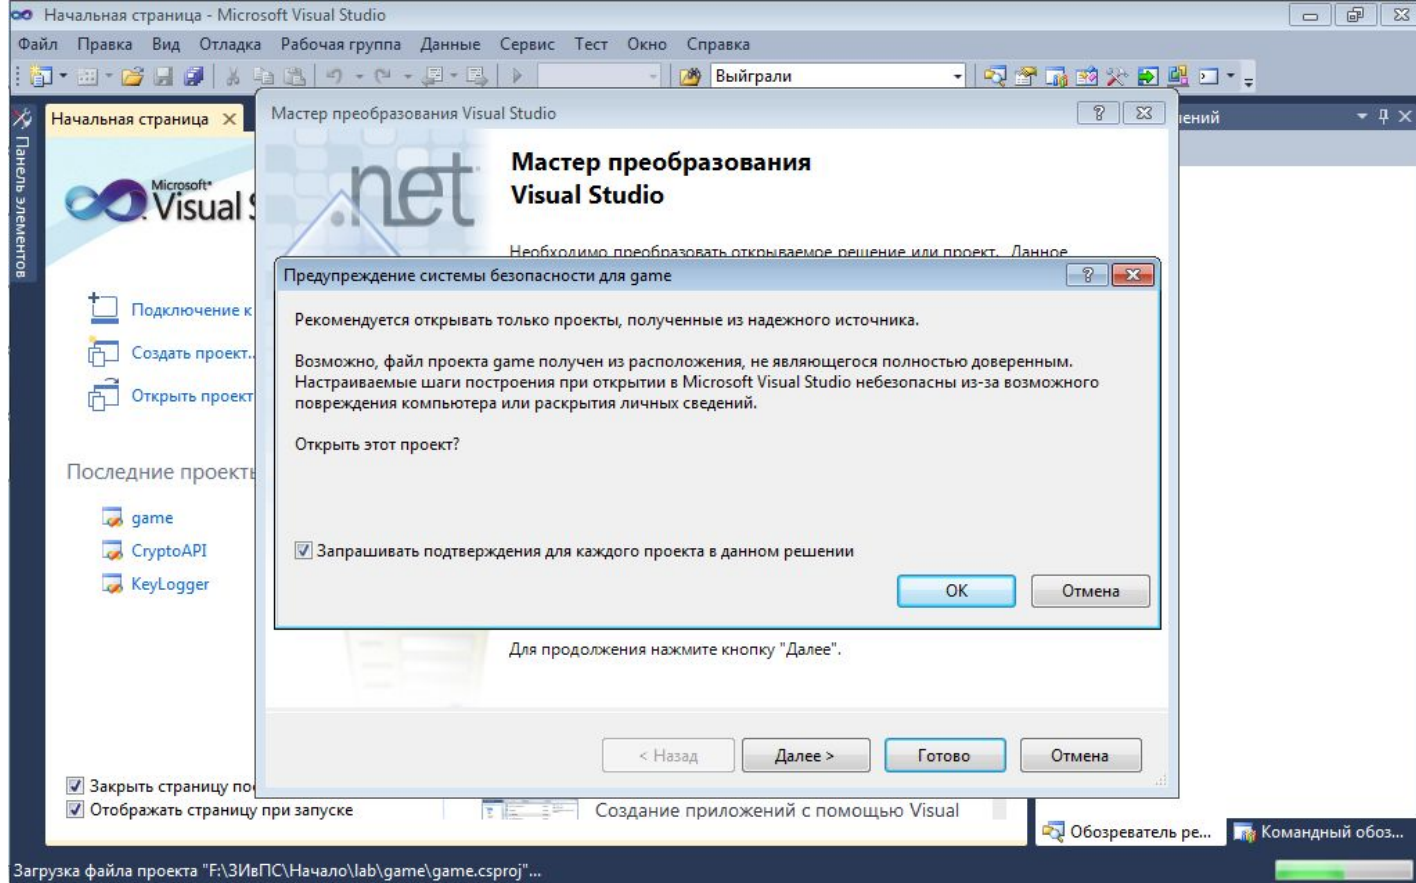 Начальная страница - Microsoft Visual Studio
Файл Правка Вид Отладка Рабочая группа Данные Сервис Тест Окно Справка
Выйграли
Панель элементов
Начальная страница
Microsoft
Visual
Подключение к
Создать проект..
Открыть проект
Последние проекты
game
CryptoAPI
KeyLogger
Закрыть страницу
Отображать страницу при запуске
Мастер преобразования Visual Studio
.net
Мастер преобразования
Visual Studio
Необходимо преобразовать открываемое решение или проект. Данное
Предупреждение системы безопасности для game
Рекомендуется открывать только проекты, полученные из надежного источника.
Возможно, файл проекта game получен из расположения, не являющегося полностью доверенным.
Настраиваемые шаги построения при открытии в Microsoft Visual Studio небезопасны из-за возможного
повреждения компьютера или раскрытия личных сведений.
Открыть этот проект?
Запрашивать подтверждения для каждого проекта в данном решении
OK Отмена
Для продолжения нажмите кнопку "Далее".
< Назад Далее > Готово Отмена
Создание приложений с помощью Visual
Обозреватель ре... Командный обоз...
Загрузка файла проекта "F:\ЗИвПС\Начало\lab\game\game.csproj"...